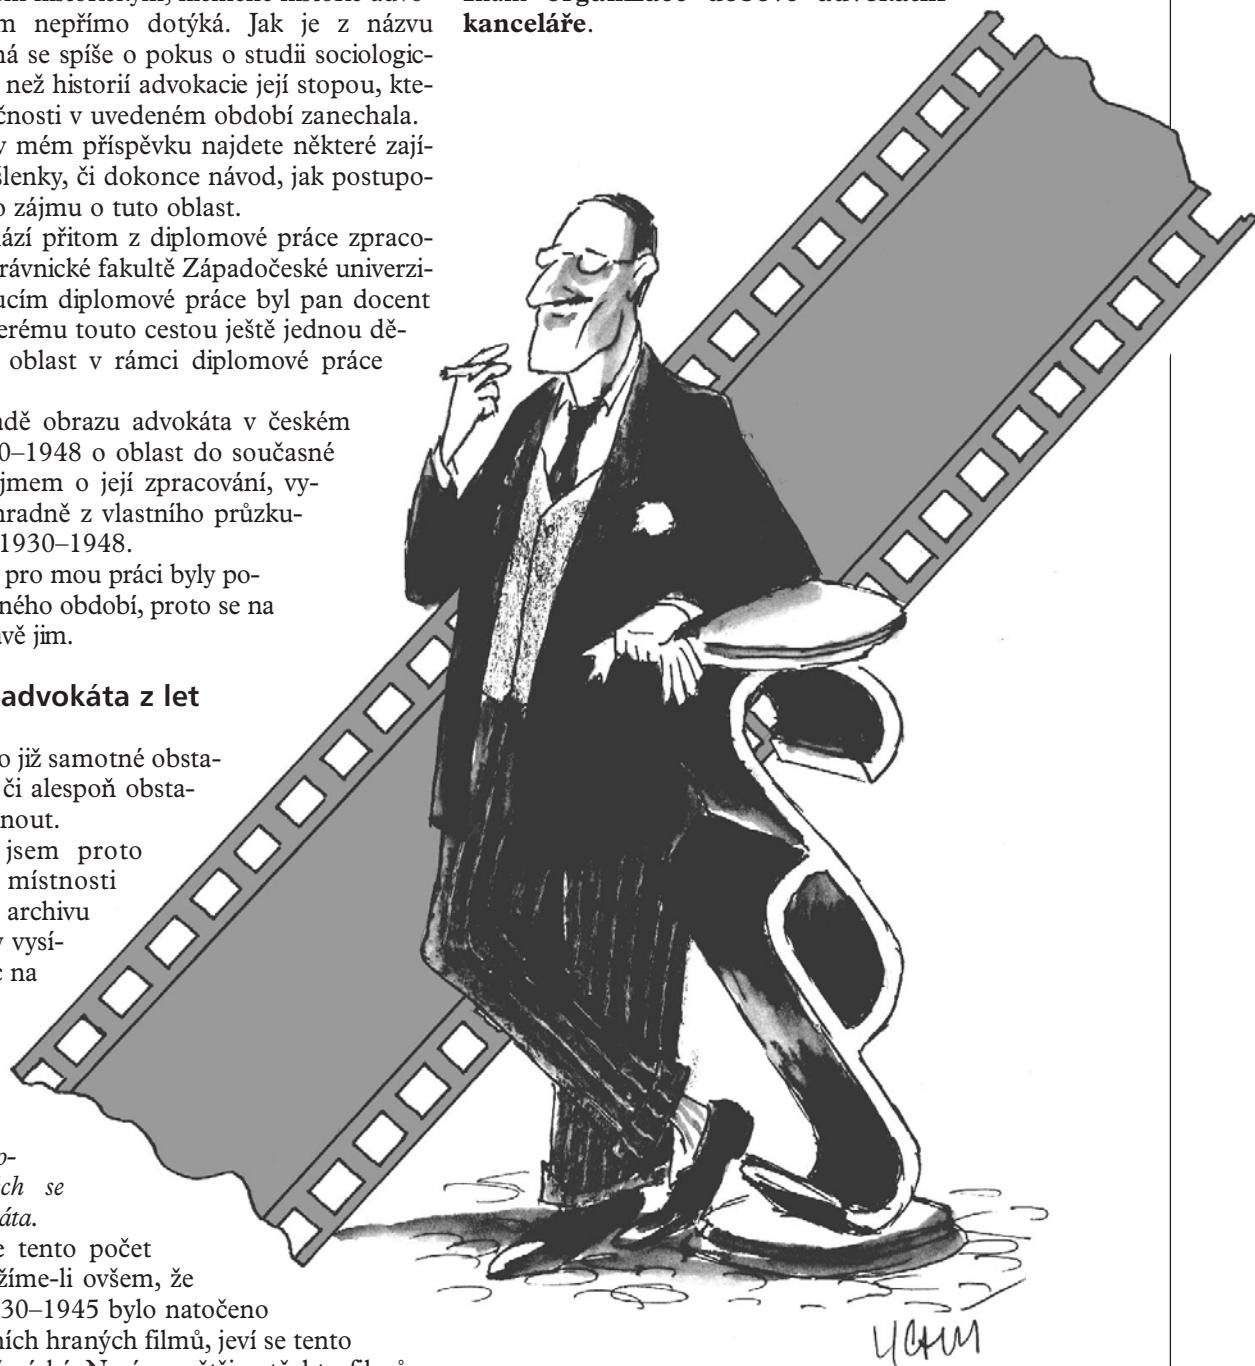 nepřímo dotýká. Jak je z názvu
se spíše o pokus o studii sociologic-
než historií advokacie její stopou, kte-
čnosti v uvedeném období zanechala.
v mém příspěvku najdete některé zají-
šlenky, či dokonce návod, jak postupo-
o zájmu o tuto oblast.
ází přitom z diplomové práce zpraco-
rávnické fakultě Západočeské univerzi-
ucím diplomové práce byl pan docent
erému touto cestou ještě jednou dě-
oblast v rámci diplomové práce
adě obrazu advokáta v českém
0–1948 o oblast do současné
jmem o její zpracování, vy-
hradně z vlastního průzku-
1930–1948.
pro mou práci byly po-
ného období, proto se na
vě jim.
advokáta z let
o již samotné obsta-
či alespoň obsta-
nout.
jsem proto
místnosti
archivu
v vysí-
na
o-
ch se
áta.
e tento počet
žíme-li ovšem, že
30–1945 bylo natočeno
ních hraných filmů, jeví se tento
kanceláře.